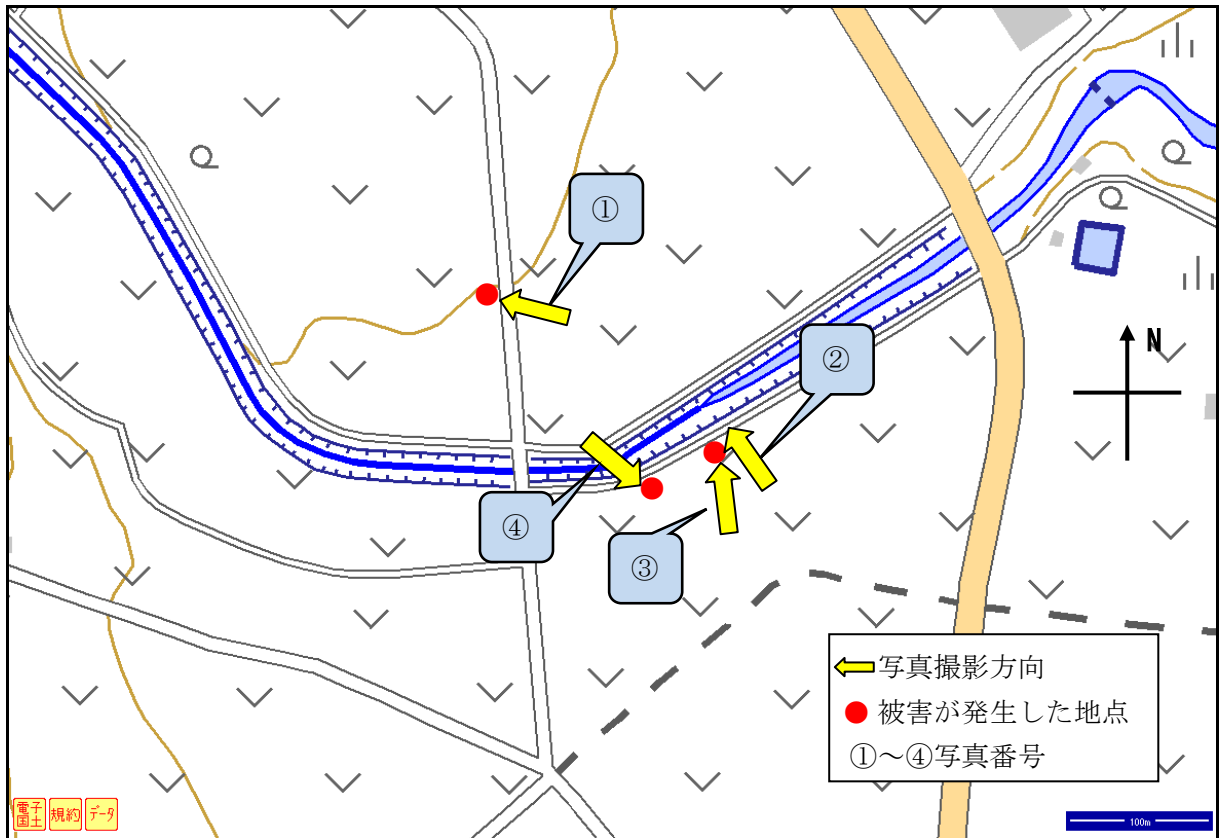 ①
②
N
④
③
写真撮影方向
被害が発生した地点
①～④写真番号
電子
国土
規約
データ
100m